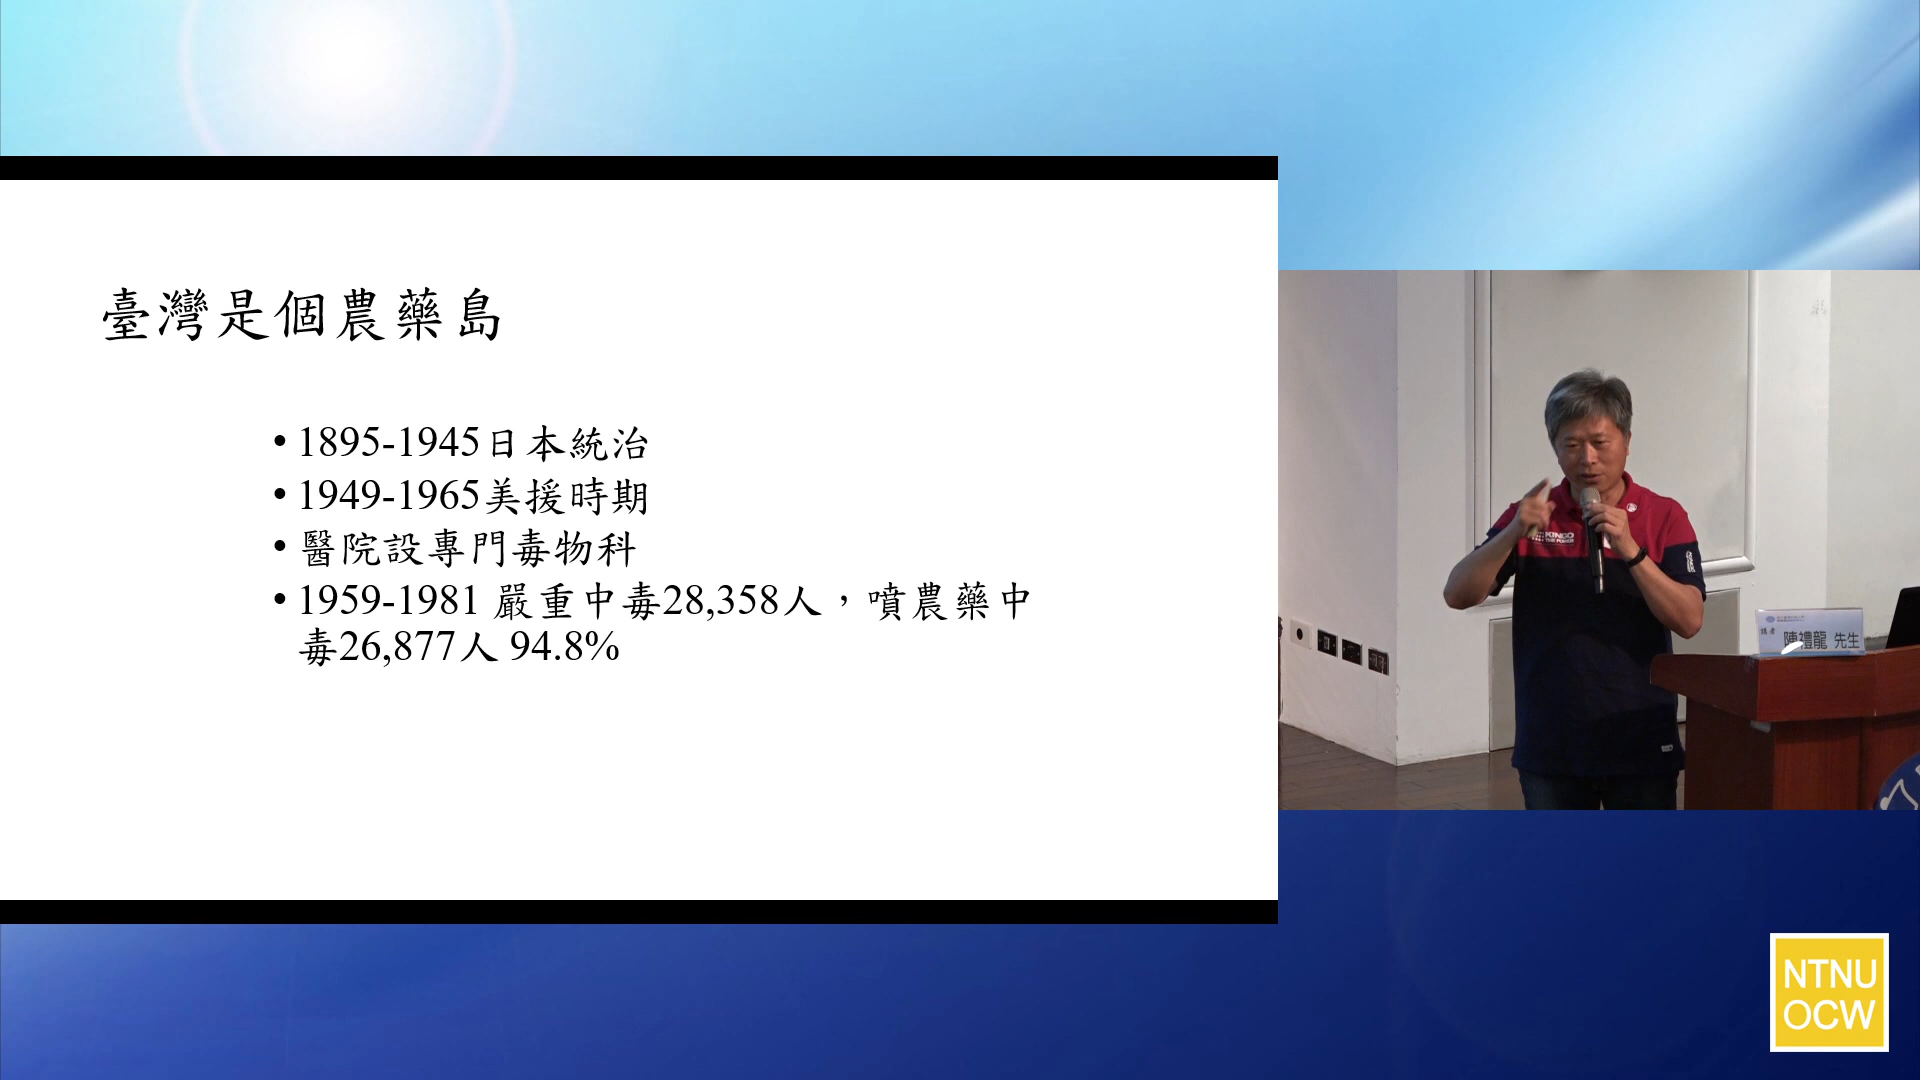 臺灣是個農藥島
• 1895-1945日本統治
• 1949-1965美援時期
• 醫院設專門毒物科
• 1959-1981 嚴重中毒28,358人，噴農藥中
毒26,877人 94.8%
KINGO
講者
陳禮龍 先生
NTNU
OCW